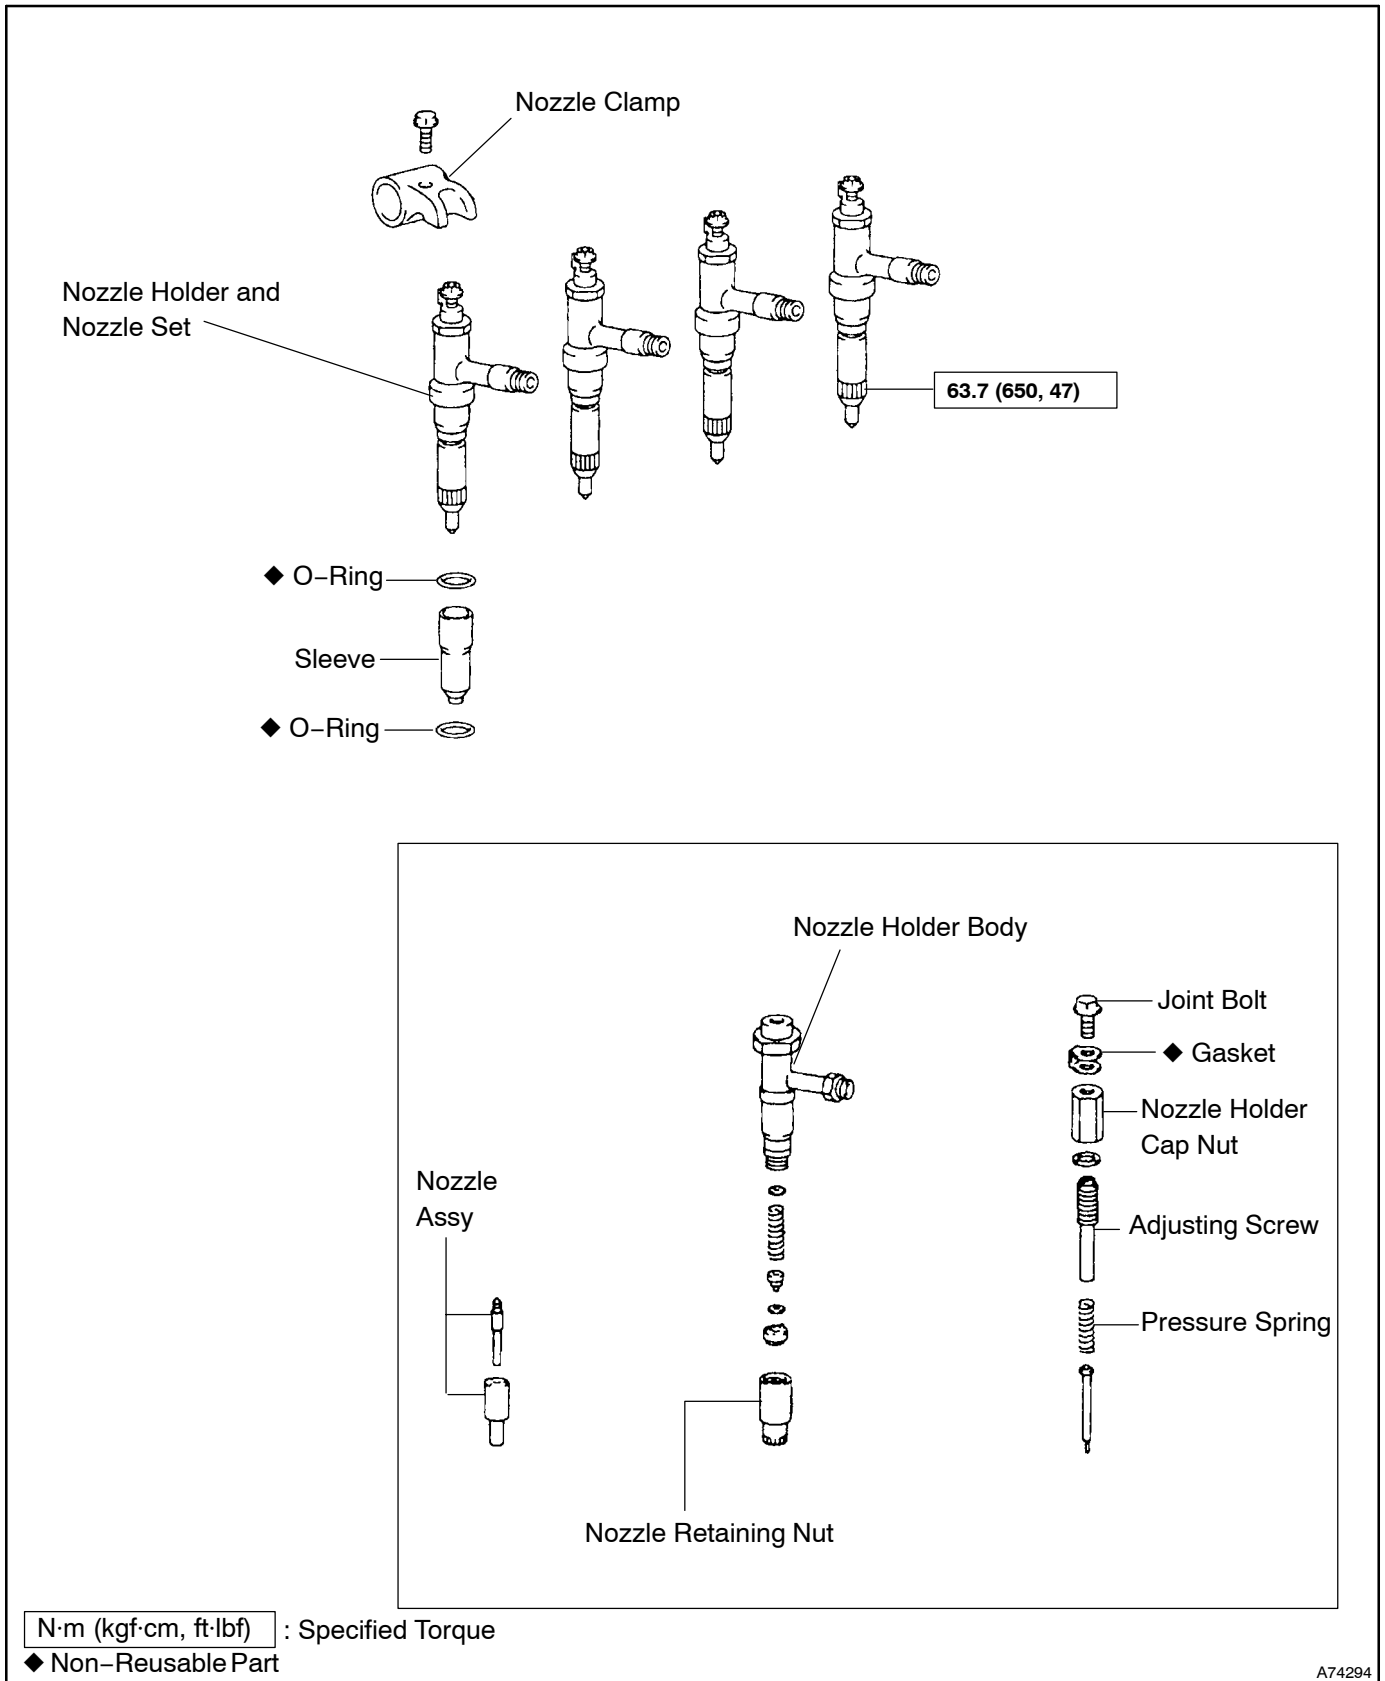 Nozzle Clamp
Nozzle Holder and
Nozzle Set
63.7 (650, 47)
◆ O−Ring
Sleeve
◆ O−Ring
Nozzle Holder Body
Joint Bolt
◆ Gasket
Nozzle Holder
Cap Nut
Nozzle
Assy
Adjusting Screw
Pressure Spring
Nozzle Retaining Nut
N·m (kgf·cm, ft·lbf) : Specified Torque
◆ Non−Reusable Part
A74294